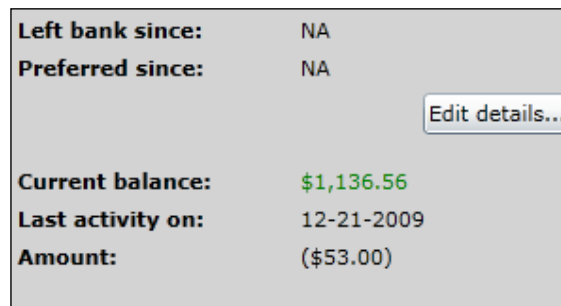 Left bank since: NA
Preferred since: NA
Edit details...
Current balance: $1,136.56
Last activity on: 12-21-2009
Amount: ($53.00)